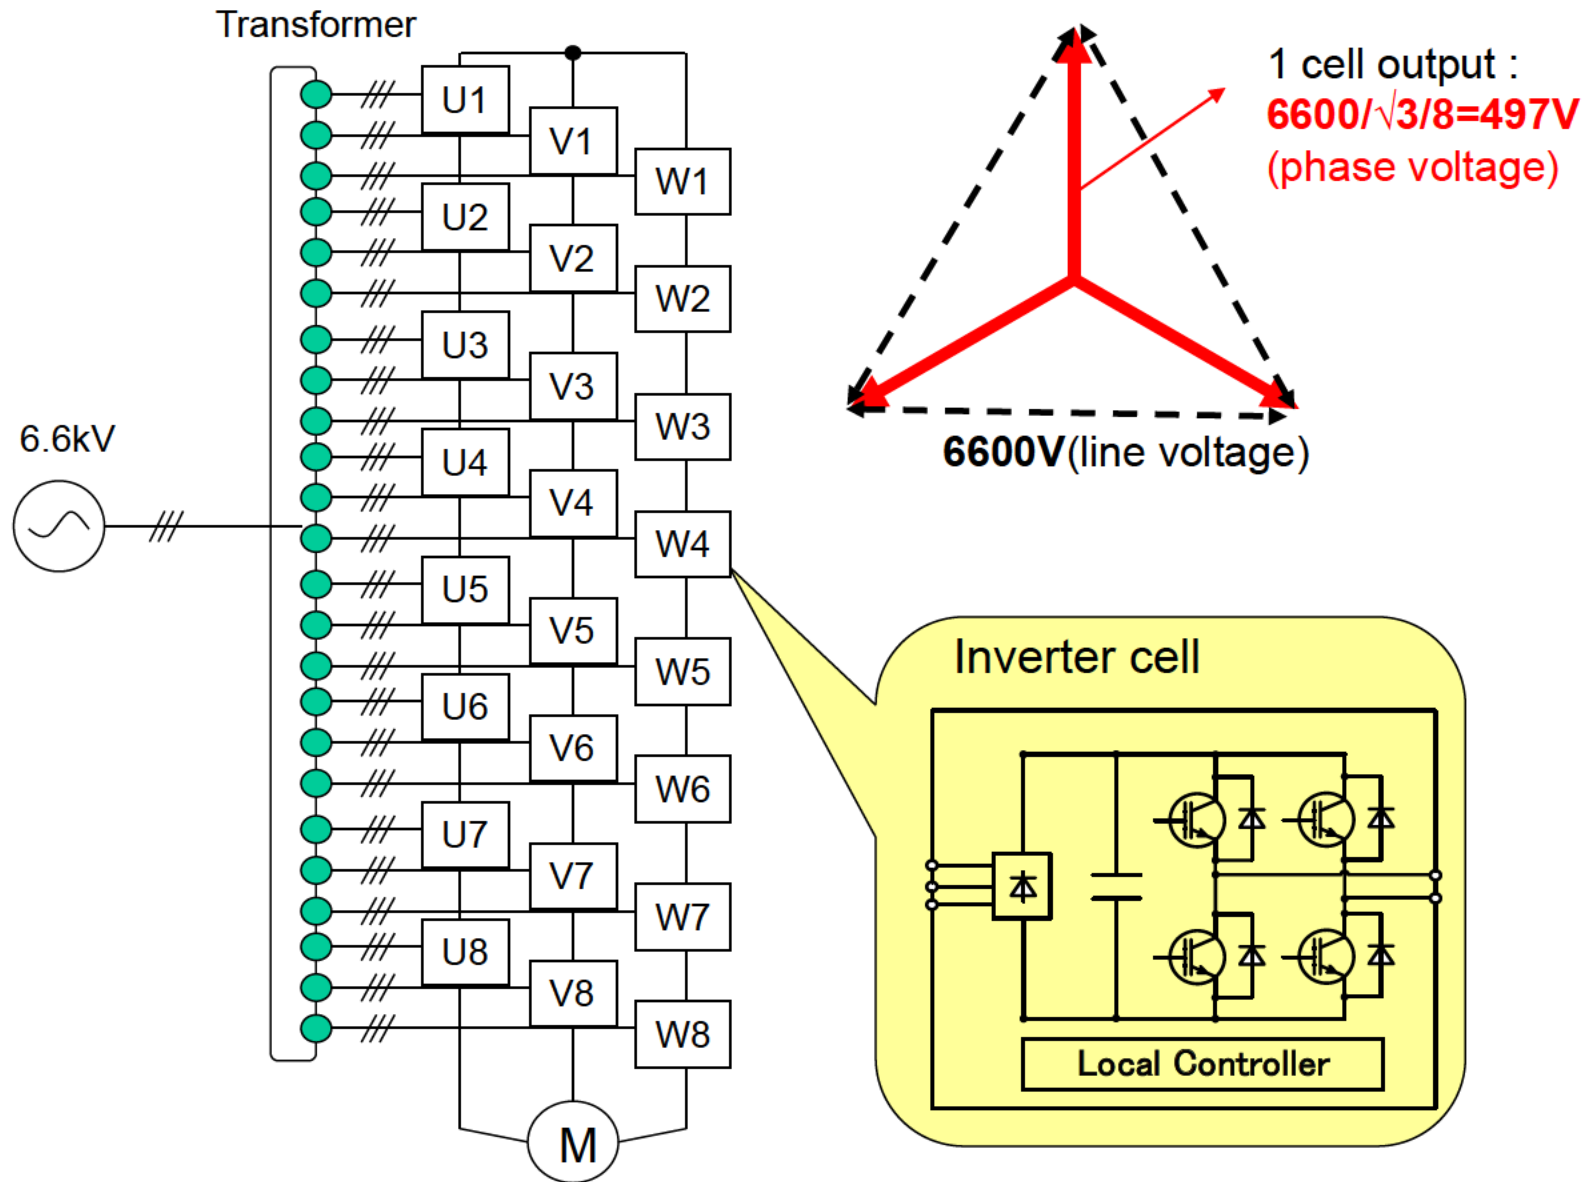 Transformer
U1
V1
W1
U2
V2
W2
U3
V3
W3
U4
V4
W4
U5
V5
W5
U6
V6
W6
U7
V7
W7
U8
V8
W8
6.6kV
M
1 cell output :
6600/√3/8=497V
(phase voltage)
6600V(line voltage)
Inverter cell
Local Controller